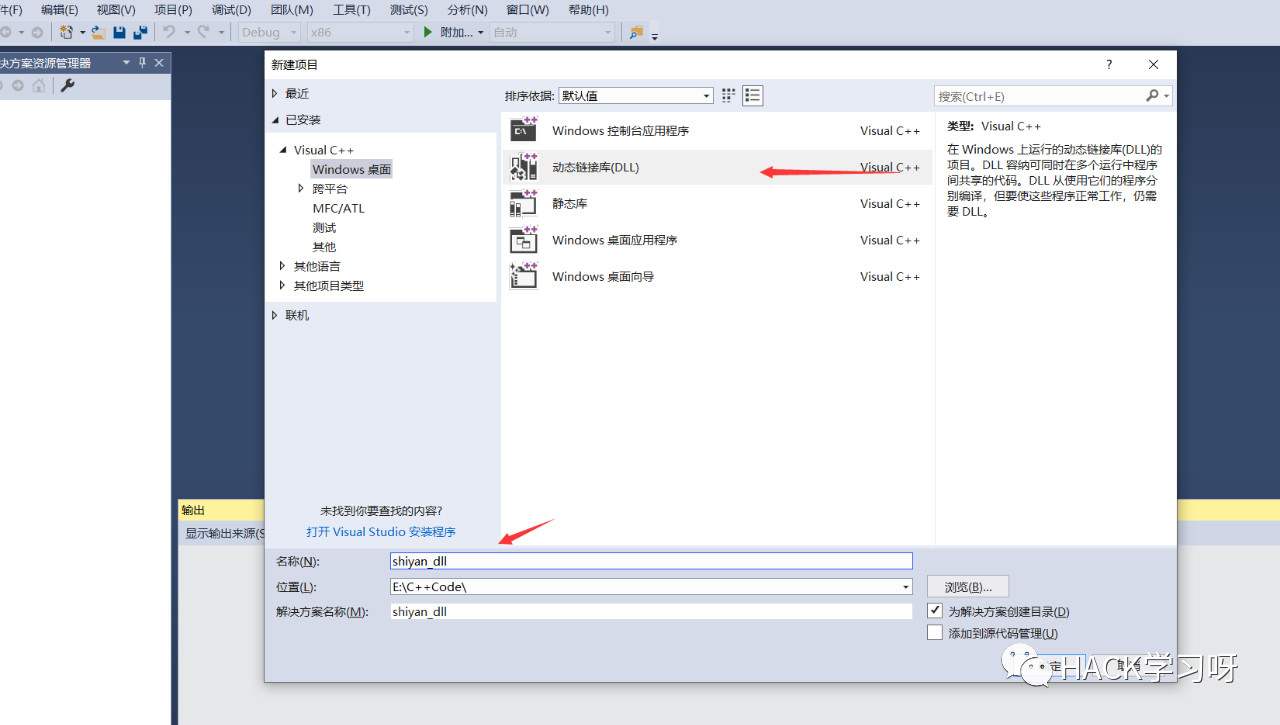 件(F) 编辑(E) 视图(V) 项目(P) 调试(D) 团队(M) 工具(T) 测试(S) 分析(N) 窗口(W) 帮助(H)
Debug x86 附加... 自动
决方案资源管理器
新建项目
最近
已安装
Visual C++
Windows 桌面
跨平台
MFC/ATL
测试
其他
其他语言
其他项目类型
联机
未找到你要查找的内容?
打开 Visual Studio 安装程序
排序依据: 默认值
Windows 控制台应用程序 Visual C++
动态链接库(DLL) Visual C++
静态库 Visual C++
Windows 桌面应用程序 Visual C++
Windows 桌面向导 Visual C++
搜索(Ctrl+E)
类型: Visual C++
在 Windows 上运行的动态链接库(DLL)的
项目。DLL 容纳可同时在多个运行中程序
间共享的代码。DLL 从使用它们的程序分
别编译，但要使这些程序正常工作，仍需
要 DLL。
输出
显示输出来源(S
名称(N): shiyan_dll
位置(L): E:\C++Code\ 浏览(B)...
解决方案名称(M): shiyan_dll
为解决方案创建目录(D)
添加到源代码管理(U)
定
HACK学习呀